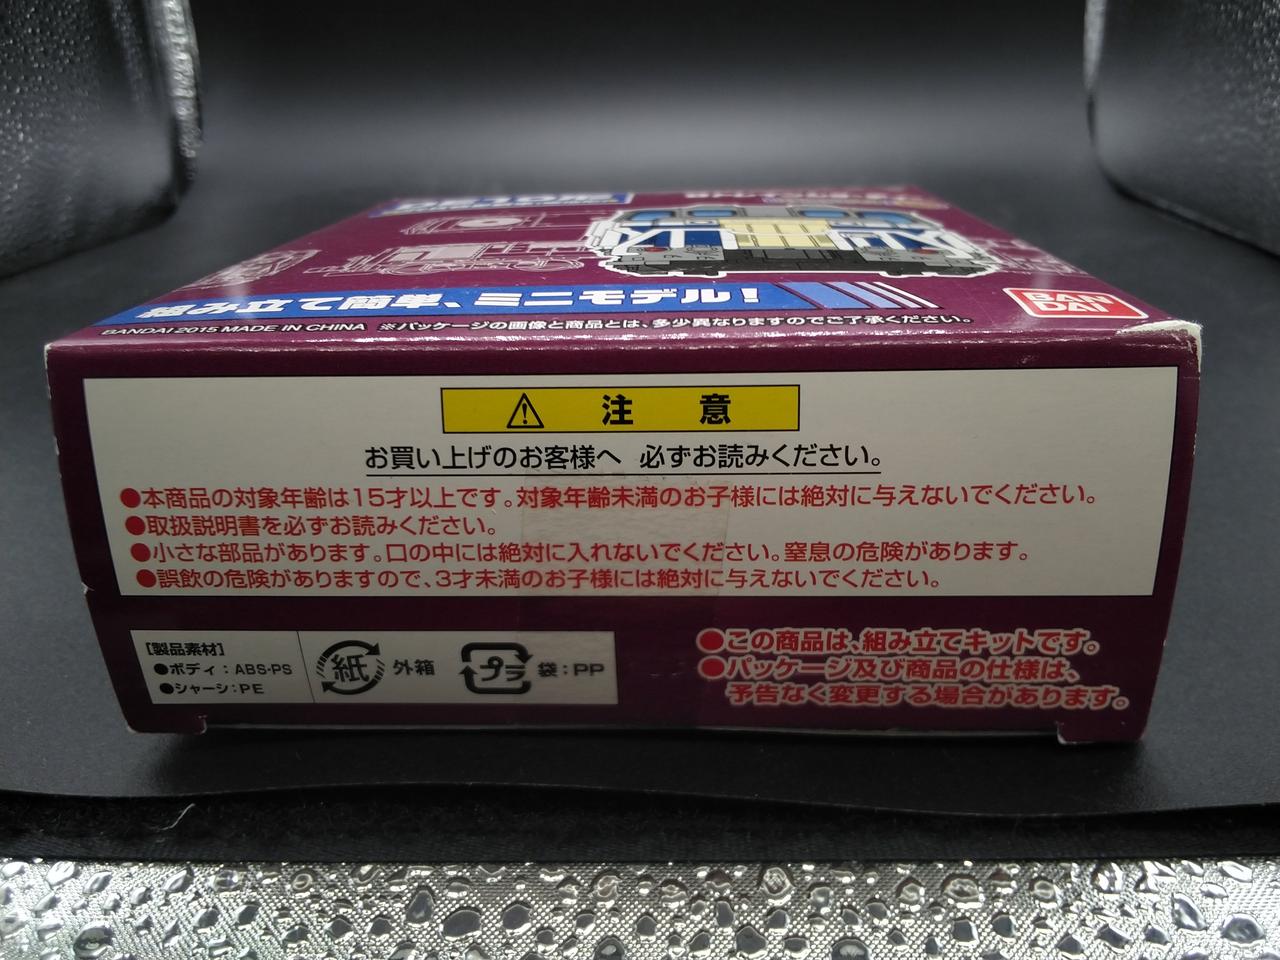 組み立て簡単、ミニモデル!
BANDAI 2015 MADE IN CHINA ※パッケージの画像と商品とは、多少異なりますのでご了承ください。
BAN
DAI
注 意
お買い上げのお客様へ 必ずお読みください。
●本商品の対象年齢は15才以上です。対象年齢未満のお子様には絶対に与えないでください。
●取扱説明書を必ずお読みください。
●小さな部品があります。口の中には絶対に入れないでください。窒息の危険があります。
●誤飲の危険がありますので、3才未満のお子様には絶対に与えないでください。
【製品素材】
●ボディ:ABS・PS
●シャーシ:PE
紙 外箱
プラ 袋:PP
●この商品は、組み立てキットです。
●パッケージ及び商品の仕様は、
予告なく変更する場合があります。